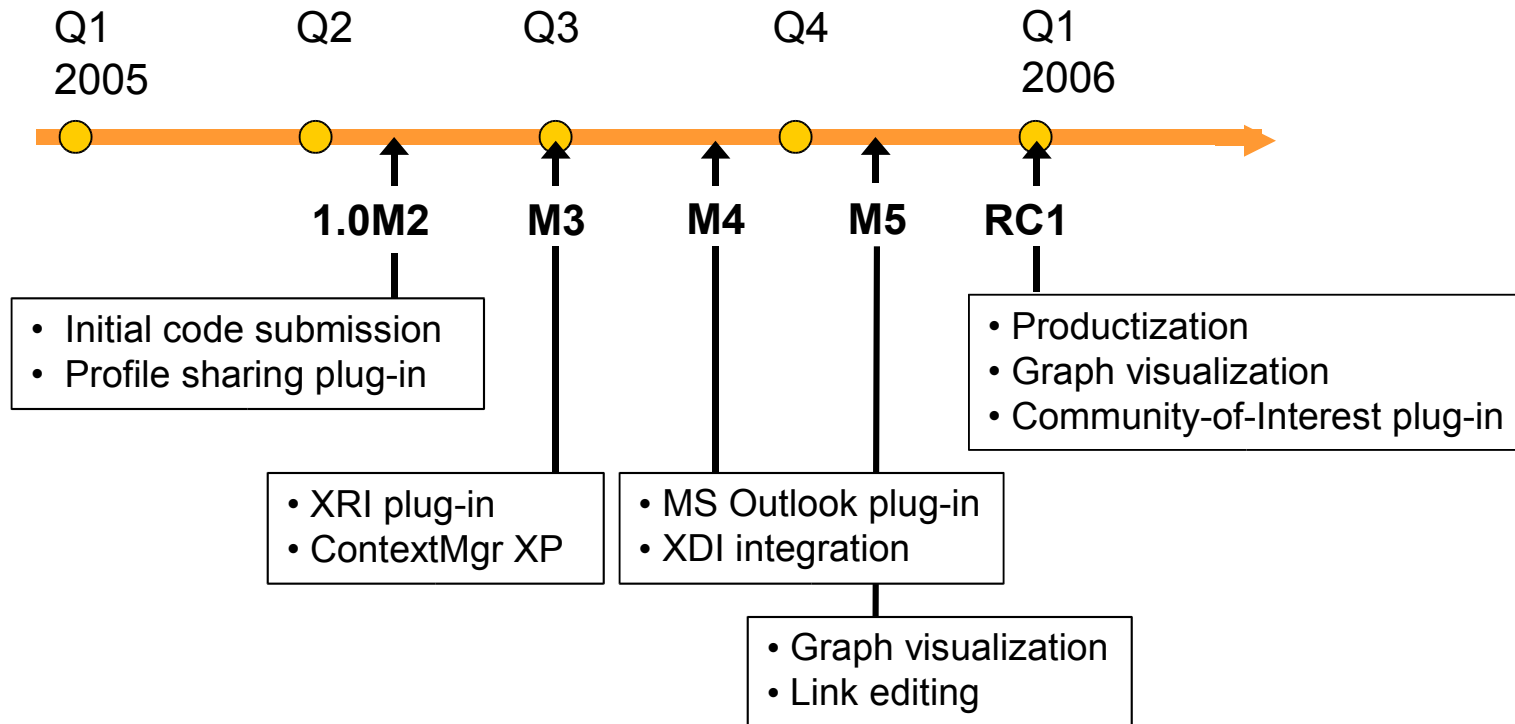 Q1
2005
Q2
Q3
Q4
Q1
2006
1.0M2
M3
M4
M5
RC1
• Initial code submission
• Profile sharing plug-in
• Productization
• Graph visualization
• Community-of-Interest plug-in
• XRI plug-in
• ContextMgr XP
• MS Outlook plug-in
• XDI integration
• Graph visualization
• Link editing